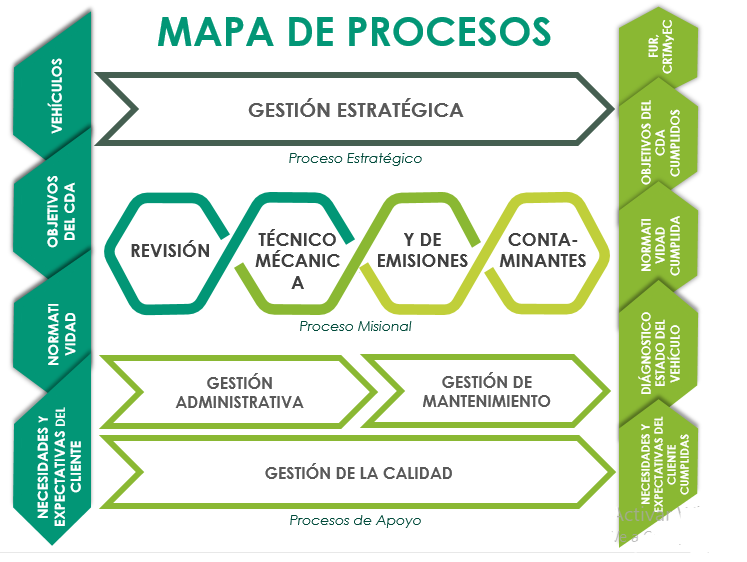 MAPA DE PROCESOS
VEHÍCULOS
OBJETIVOS
DEL CDA
NORMATI
VIDAD
NECESIDADES Y
EXPECTATIVAS DEL
CLIENTE
GESTIÓN ESTRATÉGICA
Proceso Estratégico
REVISIÓN
TÉCNICO
MÉCANIC
A
Y DE
EMISIONES
CONTA-
MINANTES
Proceso Misional
GESTIÓN
ADMINISTRATIVA
GESTIÓN DE
MANTENIMIENTO
GESTIÓN DE LA CALIDAD
Procesos de Apoyo
FUR,
CRTMyEC
OBJETIVOS DEL
CDA
CUMPLIDOS
NORMATI
VIDAD
CUMPLIDA
DIÁGNOSTICO
ESTADO DEL
VEHÍCULO
NECESIDADES Y
EXPECTATIVAS DEL
CLIENTE
CUMPLIDAS
Activar